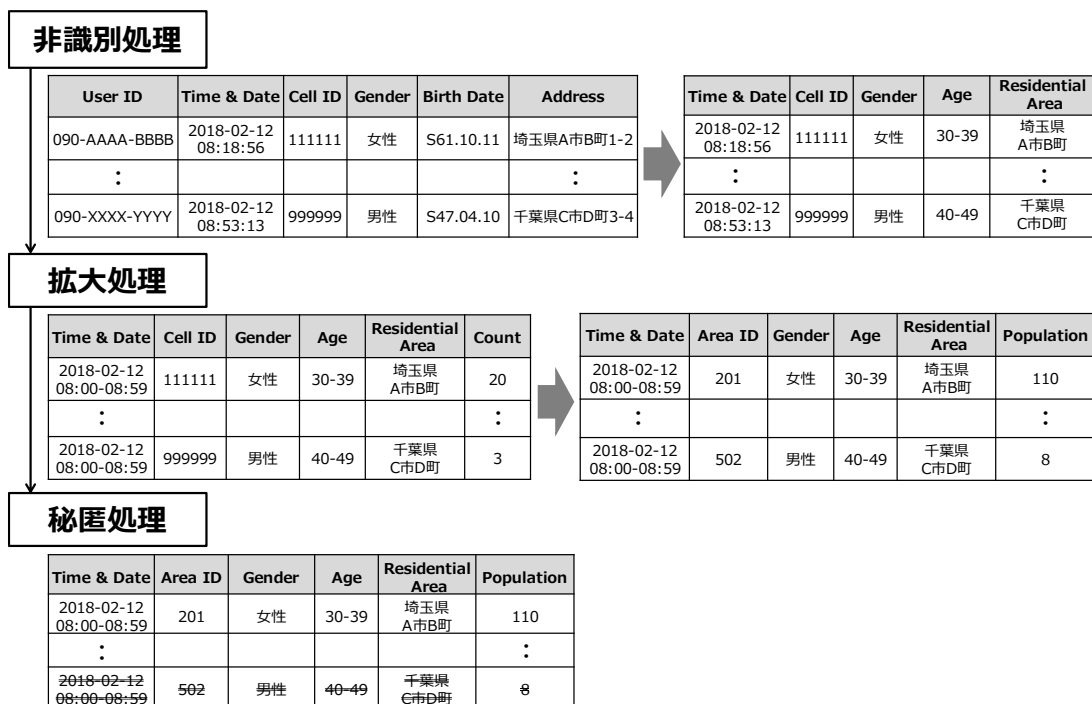 非識別処理
User ID Time & Date Cell ID Gender Birth Date Address
090-AAAA-BBBB 2018-02-12 08:18:56 111111 女性 S61.10.11 埼玉県A市B町1-2
: :
090-XXXX-YYYY 2018-02-12 08:53:13 999999 男性 S47.04.10 千葉県C市D町3-4
Time & Date Cell ID Gender Age Residential Area
2018-02-12 08:18:56 111111 女性 30-39 埼玉県 A市B町
: :
2018-02-12 08:53:13 999999 男性 40-49 千葉県 C市D町
拡大処理
Time & Date Cell ID Gender Age Residential Area Count
2018-02-12 08:00-08:59 111111 女性 30-39 埼玉県 A市B町 20
: :
2018-02-12 08:00-08:59 999999 男性 40-49 千葉県 C市D町 3
Time & Date Area ID Gender Age Residential Area Population
2018-02-12 08:00-08:59 201 女性 30-39 埼玉県 A市B町 110
: :
2018-02-12 08:00-08:59 502 男性 40-49 千葉県 C市D町 8
秘匿処理
Time & Date Area ID Gender Age Residential Area Population
2018-02-12 08:00-08:59 201 女性 30-39 埼玉県 A市B町 110
: :
2018-02-12 08:00-08:59 502 男性 40-49 千葉県 C市D町 8